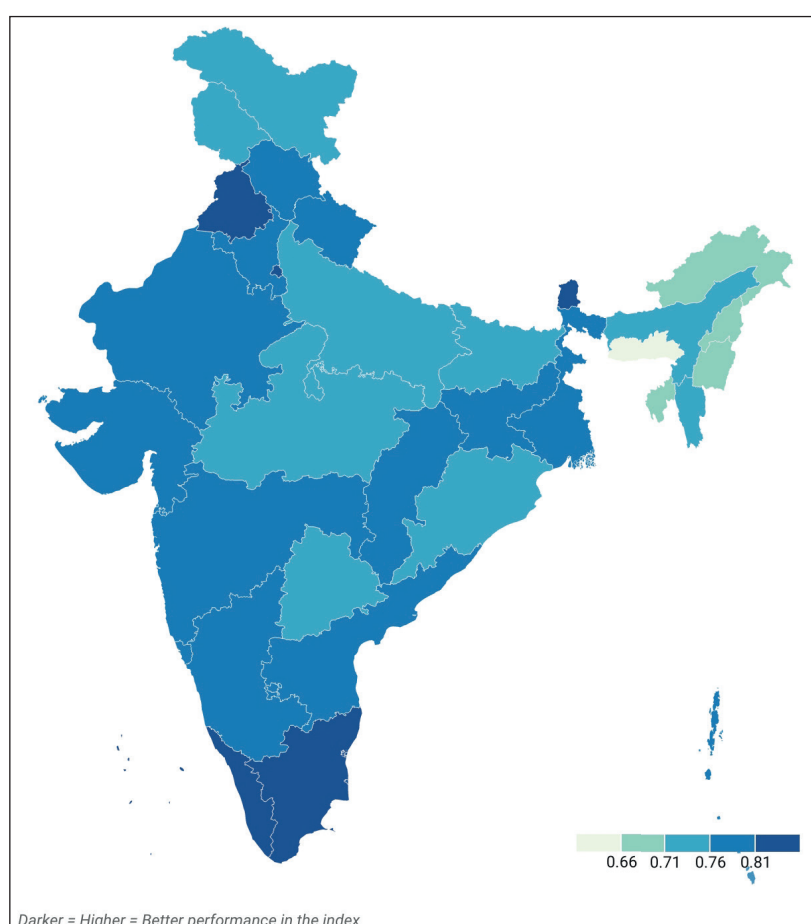 0.66 0.71 0.76 0.81
Darker = Higher = Better performance in the index